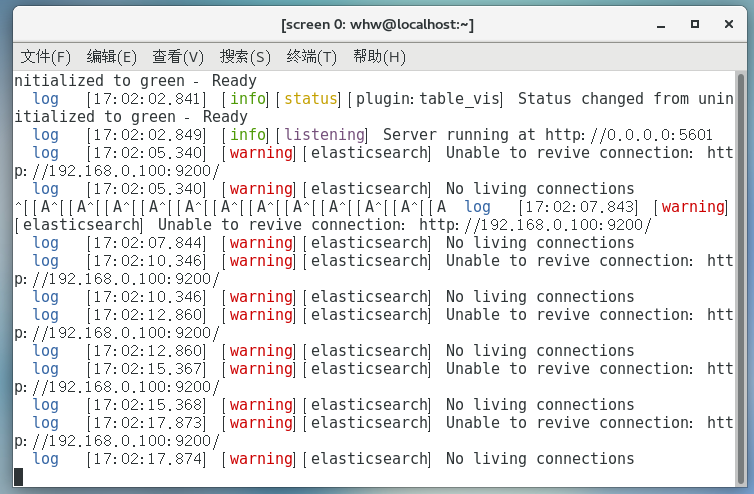 [screen 0: whw@localhost:~]
文件(F) 编辑(E) 查看(V) 搜索(S) 终端(T) 帮助(H)
nitialized to green - Ready
log [17:02:02.841] [info][status][plugin:table_vis] Status changed from unin
itialized to green - Ready
log [17:02:02.849] [info][listening] Server running at http://0.0.0.0:5601
log [17:02:05.340] [warning][elasticsearch] Unable to revive connection: htt
p://192.168.0.100:9200/
log [17:02:05.340] [warning][elasticsearch] No living connections
^[[A^[[A^[[A^[[A^[[A^[[A^[[A^[[A^[[A^[[A^[[A^[[A log [17:02:07.843] [warning]
[elasticsearch] Unable to revive connection: http://192.168.0.100:9200/
log [17:02:07.844] [warning][elasticsearch] No living connections
log [17:02:10.346] [warning][elasticsearch] Unable to revive connection: htt
p://192.168.0.100:9200/
log [17:02:10.346] [warning][elasticsearch] No living connections
log [17:02:12.860] [warning][elasticsearch] Unable to revive connection: htt
p://192.168.0.100:9200/
log [17:02:12.860] [warning][elasticsearch] No living connections
log [17:02:15.367] [warning][elasticsearch] Unable to revive connection: htt
p://192.168.0.100:9200/
log [17:02:15.368] [warning][elasticsearch] No living connections
log [17:02:17.873] [warning][elasticsearch] Unable to revive connection: htt
p://192.168.0.100:9200/
log [17:02:17.874] [warning][elasticsearch] No living connections